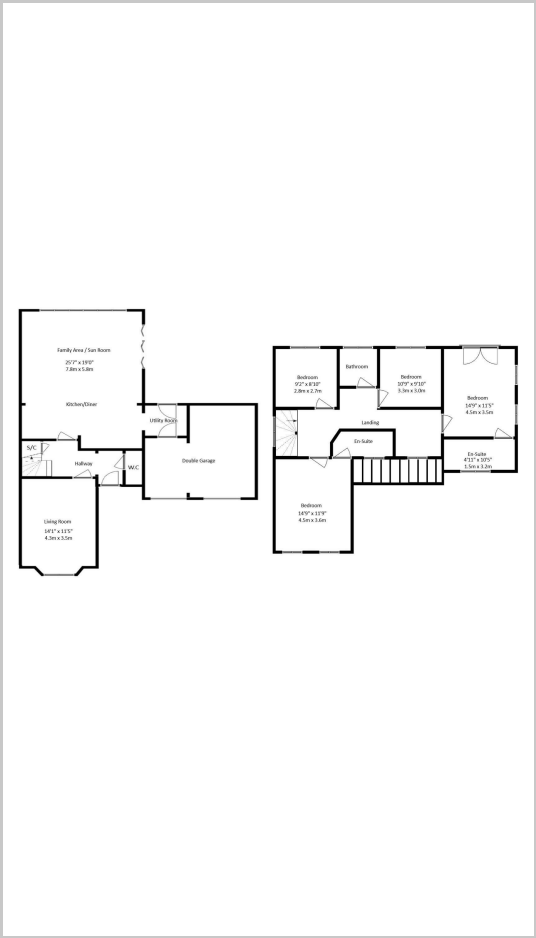 Family Area / Sun Room
25'7" x 19'0"
7.8m x 5.8m
Kitchen/Diner
Utility Room
S/C
Hallway
W.C
Double Garage
Living Room
14'1" x 11'5"
4.3m x 3.5m
Bedroom
9'2" x 8'10"
2.8m x 2.7m
Bathroom
Bedroom
10'9" x 9'10"
3.3m x 3.0m
Bedroom
14'9" x 11'5"
4.5m x 3.5m
Landing
En-Suite
En-Suite
4'11" x 10'5"
1.5m x 3.2m
Bedroom
14'9" x 11'9"
4.5m x 3.6m